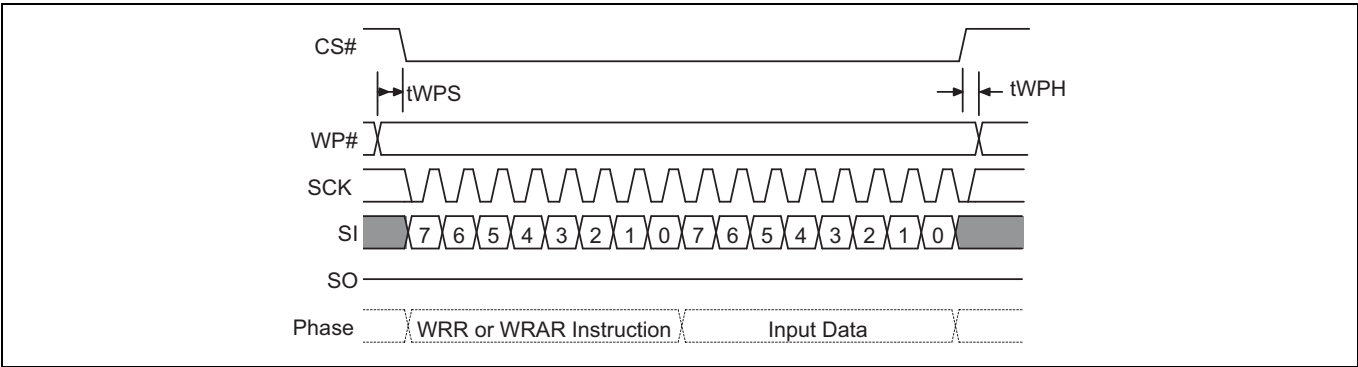 CS#
tWPS
tWPH
WP#
SCK
SI 7 6 5 4 3 2 1 0 7 6 5 4 3 2 1 0
SO
Phase WRR or WRAR Instruction Input Data